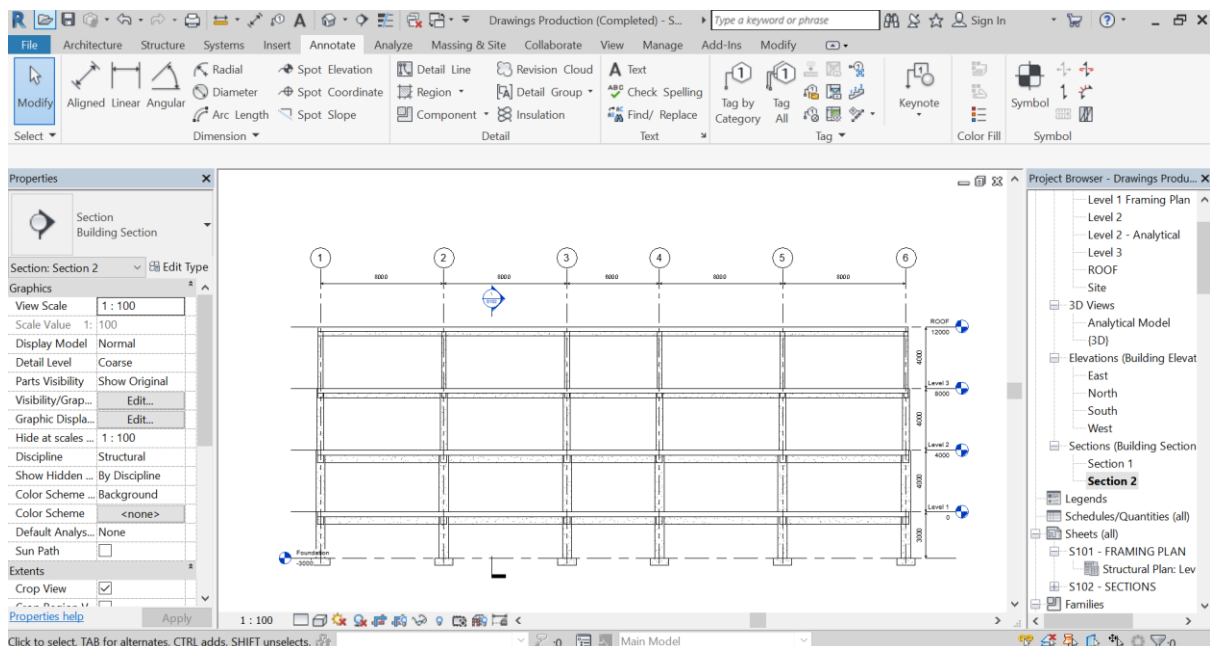 R Drawings Production (Completed) - S... Type a keyword or phrase Sign In
File Architecture Structure Systems Insert Annotate Analyze Massing & Site Collaborate View Manage Add-Ins Modify
Modify Aligned Linear Angular Radial Diameter Arc Length Spot Elevation Spot Coordinate Spot Slope Detail Line Region Component Revision Cloud Detail Group Insulation A Text ABC Check Spelling Find/ Replace Tag by Category Tag All Keynote Symbol
Select Dimension Detail Text Tag Color Fill Symbol
Properties
Section
Building Section
Section: Section 2 Edit Type
Graphics
View Scale 1 : 100
Scale Value 1: 100
Display Model Normal
Detail Level Coarse
Parts Visibility Show Original
Visibility/Grap... Edit...
Graphic Displa... Edit...
Hide at scales ... 1 : 100
Discipline Structural
Show Hidden ... By Discipline
Color Scheme ... Background
Color Scheme <none>
Default Analys... None
Sun Path
Extents
Crop View
Properties help Apply
1 2 3 4 5 6
ROOF
12000
4000
Level 3
8000
4000
Level 2
4000
4000
Level 1
0
3000
Foundation
-3000
1 : 100
Project Browser - Drawings Produ...
Level 1 Framing Plan
Level 2
Level 2 - Analytical
Level 3
ROOF
Site
3D Views
Analytical Model
{3D}
Elevations (Building Elevat
East
North
South
West
Sections (Building Section
Section 1
Section 2
Legends
Schedules/Quantities (all)
Sheets (all)
S101 - FRAMING PLAN
Structural Plan: Lev
S102 - SECTIONS
Families
Click to select, TAB for alternates, CTRL adds, SHIFT unselects. :0 Main Model :0